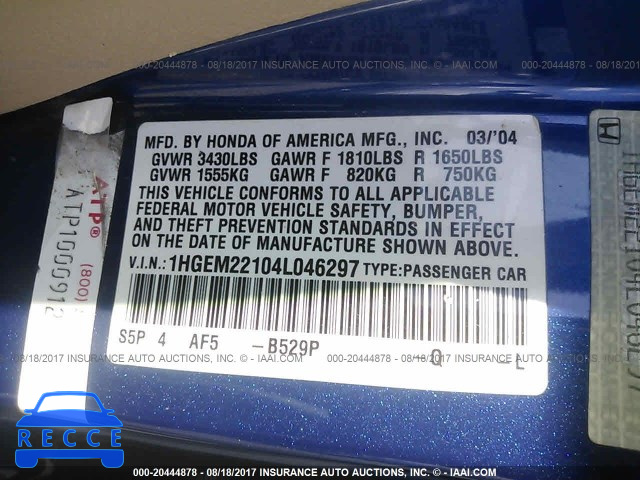 000-20444878 - 08/18/2017 INSURANCE AUTO AUCTIONS, INC. - IAAI.COM 000-20444878 - 08/18/2017 INSURANCE AUTO AUCTIONS
MFD. BY HONDA OF AMERICA MFG., INC. 03/'04
GVWR 3430LBS GAWR F 1810LBS R 1650LBS
GVWR 1555KG GAWR F 820KG R 750KG
THIS VEHICLE CONFORMS TO ALL APPLICABLE
FEDERAL MOTOR VEHICLE SAFETY, BUMPER,
AND THEFT PREVENTION STANDARDS IN EFFECT
ON THE DATE OF MANUFACTURE SHOWN ABOVE.
V.I.N.: 1HGEM22104L046297 TYPE:PASSENGER CAR
S5P 4 AF5 -B529P -Q L
ATP® (800)
ATP1000912
08/18/2017 INSURANCE AUTO AUCTIONS, INC. - IAAI.COM 000-20444878 - 08/18/2017 INSURANCE AUTO AUCTIONS, INC. - IAAI.COM
RECCE
000-20444878 - 08/18/2017 INSURANCE AUTO AUCTIONS, INC. - IAAI.COM